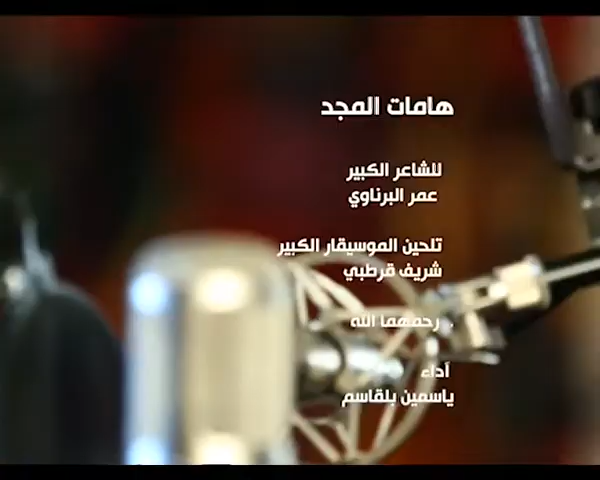 هامات المجد
للشاعر الكبير
عمر البرناوي
تلحين الموسيقار الكبير
شريف قرطبي
رحمهما الله .
أداء
ياسمين بلقاسم